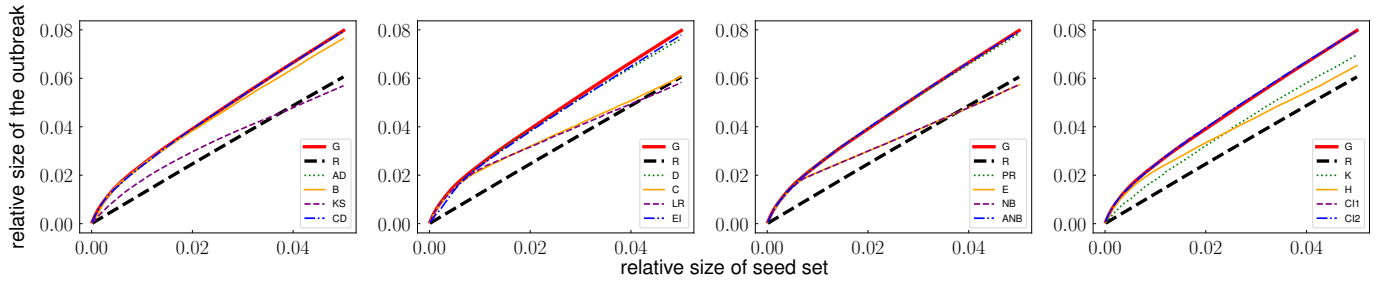 relative size of the outbreak
0.08
0.06
0.04
0.02
0.00
0.00 0.02 0.04
G
R
AD
B
KS
CD
0.08
0.06
0.04
0.02
0.00
0.00 0.02 0.04
G
R
D
C
LR
EI
0.08
0.06
0.04
0.02
0.00
0.00 0.02 0.04
G
R
PR
E
NB
ANB
0.08
0.06
0.04
0.02
0.00
0.00 0.02 0.04
G
R
K
H
CI1
CI2
relative size of seed set